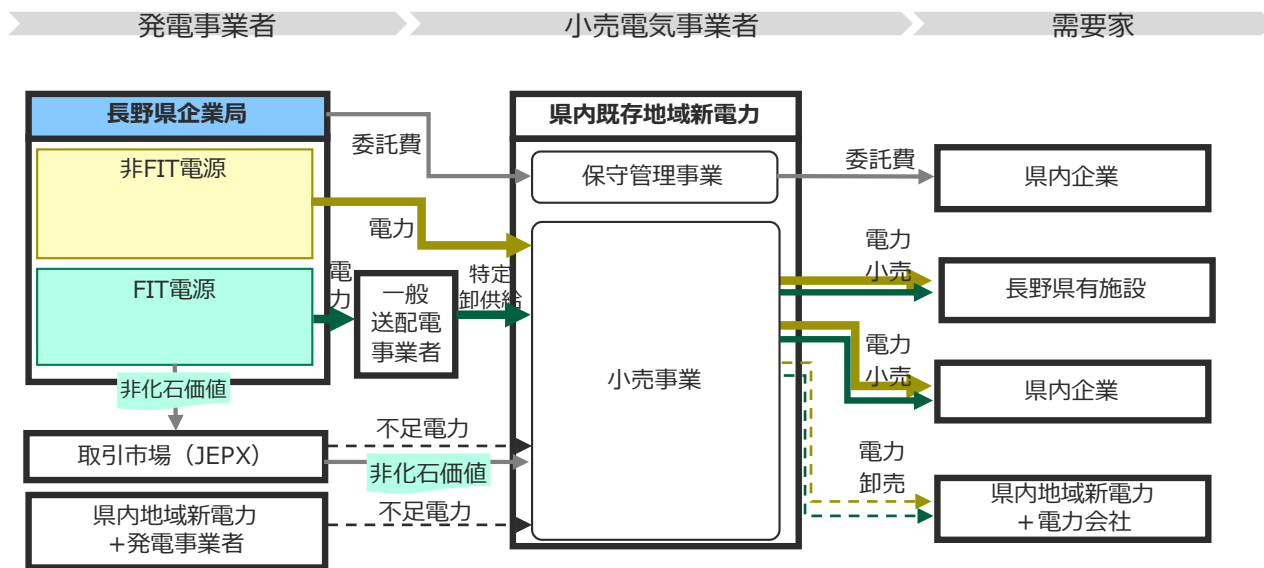 発電事業者
小売電気事業者
需要家
長野県企業局
非FIT電源
FIT電源
非化石価値
取引市場（JEPX）
県内地域新電力
+発電事業者
委託費
電力
電
力
一般
送配電
事業者
特定
卸供給
不足電力
非化石価値
不足電力
県内既存地域新電力
保守管理事業
小売事業
委託費
電力
小売
電力
小売
電力
卸売
県内企業
長野県有施設
県内企業
県内地域新電力
＋電力会社